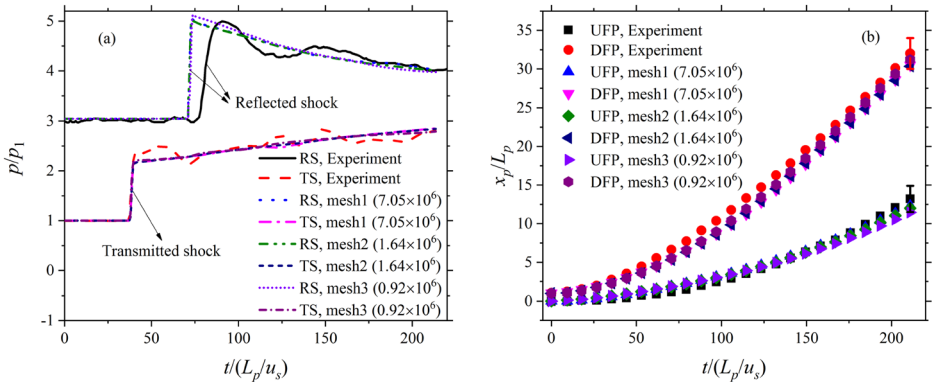 (a)
Reflected shock
Transmitted shock
RS, Experiment
TS, Experiment
RS, mesh1 (7.05×10⁶)
TS, mesh1 (7.05×10⁶)
RS, mesh2 (1.64×10⁶)
TS, mesh2 (1.64×10⁶)
RS, mesh3 (0.92×10⁶)
TS, mesh3 (0.92×10⁶)
p/p₁
5
4
3
2
1
0
-1
0 50 100 150 200
t/(Lₚ/uₛ)
(b)
UFP, Experiment
DFP, Experiment
UFP, mesh1 (7.05×10⁶)
DFP, mesh1 (7.05×10⁶)
UFP, mesh2 (1.64×10⁶)
DFP, mesh2 (1.64×10⁶)
UFP, mesh3 (0.92×10⁶)
DFP, mesh3 (0.92×10⁶)
xₚ/Lₚ
35
30
25
20
15
10
5
0
0 50 100 150 200
t/(Lₚ/uₛ)